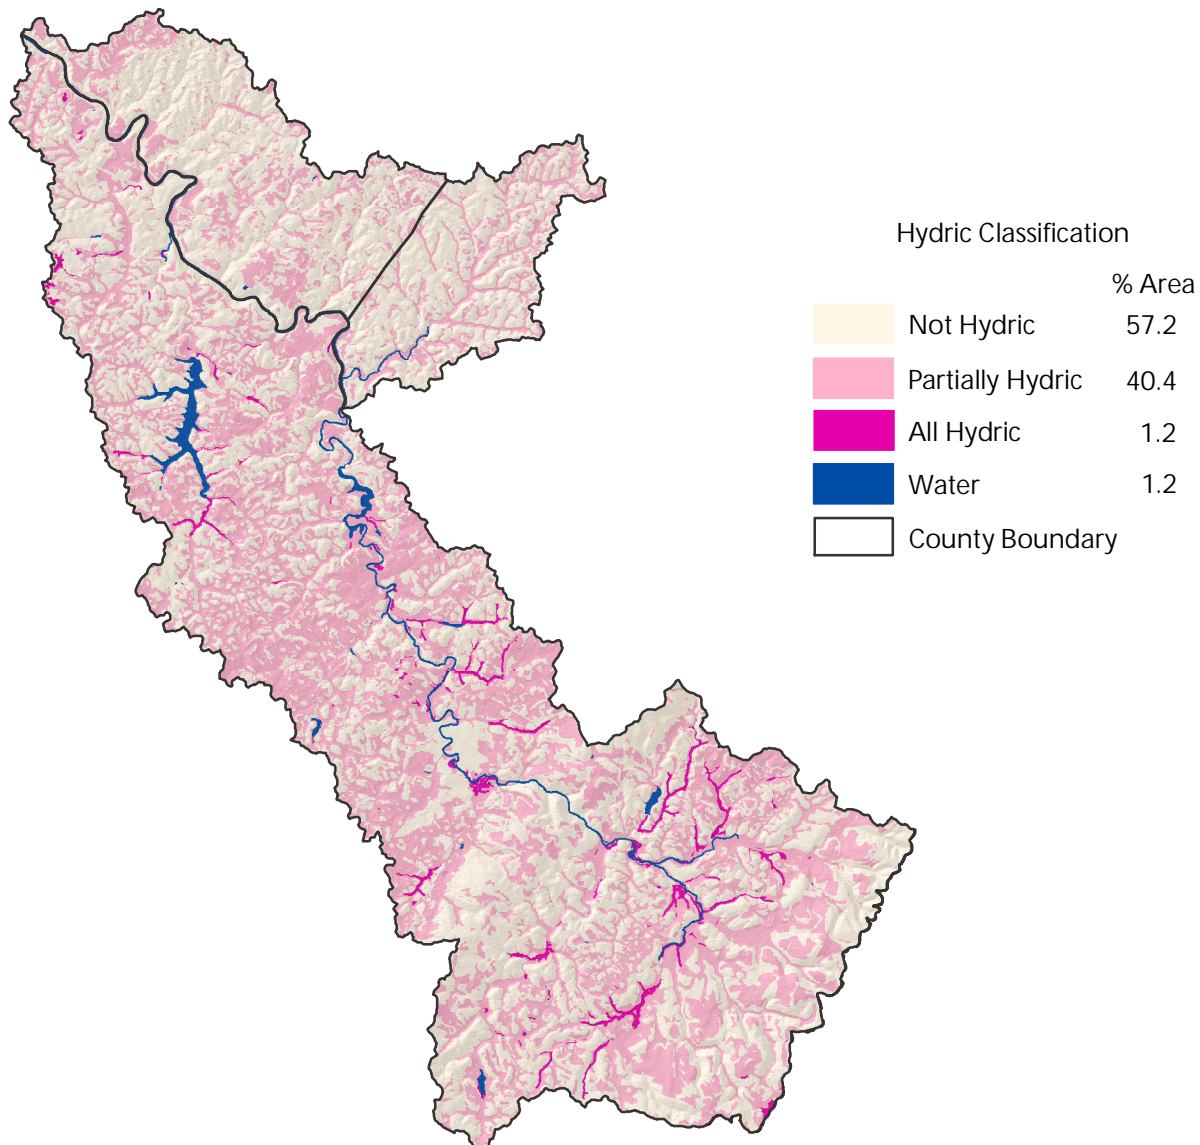 Hydric Classification
% Area
Not Hydric 57.2
Partially Hydric 40.4
All Hydric 1.2
Water 1.2
County Boundary